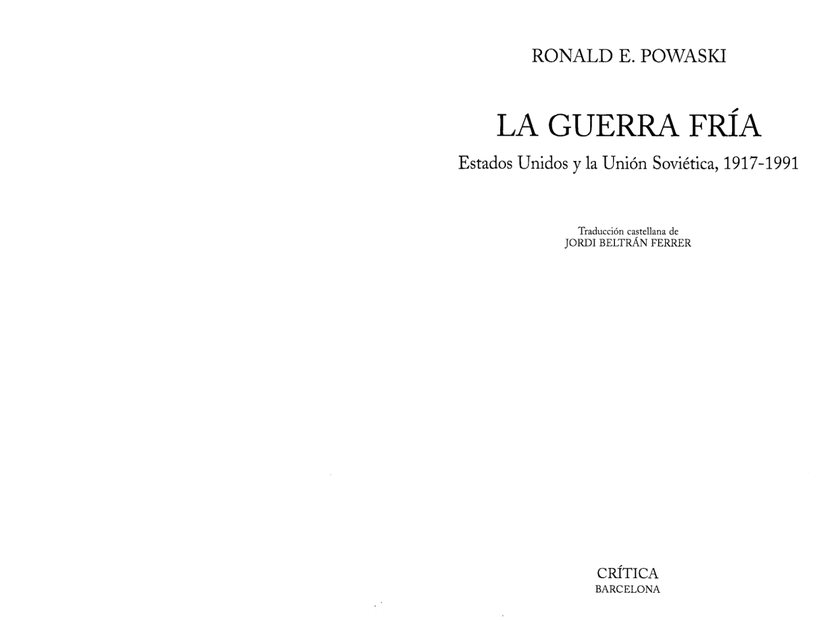 RONALD E. POWASKI
LA GUERRA FRÍA
Estados Unidos y la Unión Soviética, 1917-1991
Traducción castellana de
JORDI BELTRÁN FERRER
CRÍTICA
BARCELONA